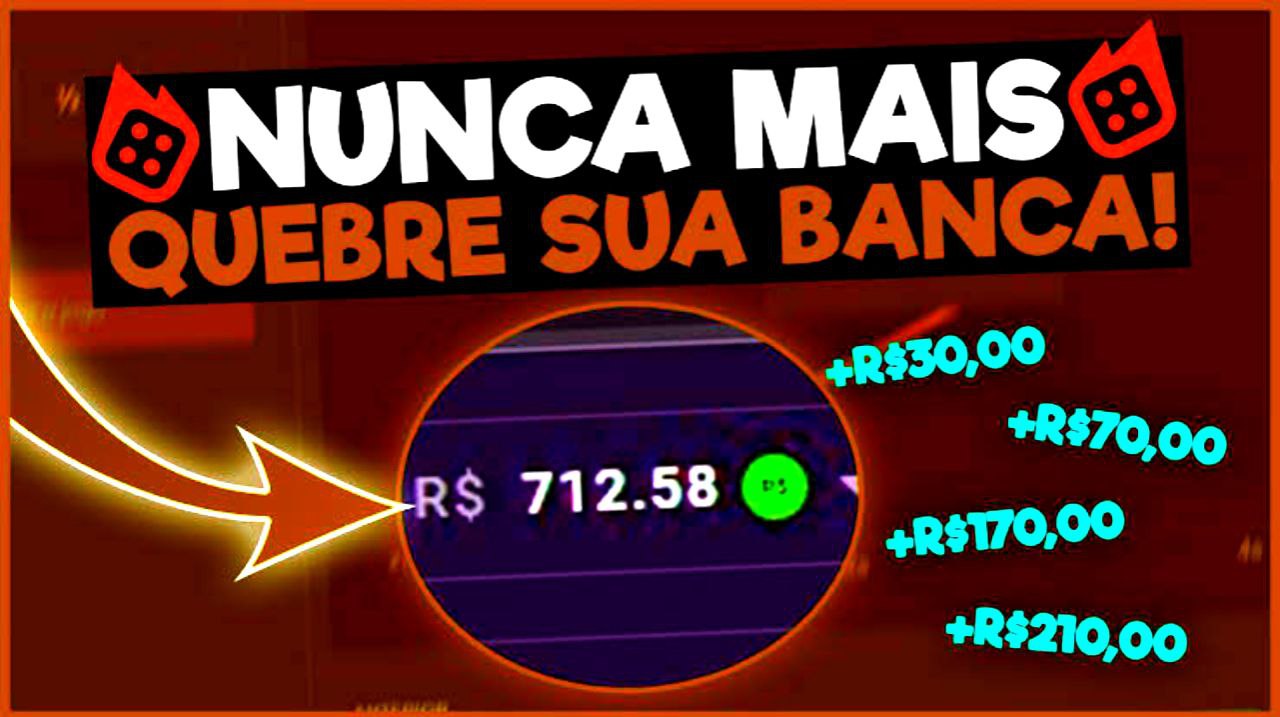 NUNCA MAIS
QUEBRE SUA BANCA!
+R$30,00
+R$70,00
R$ 712.58 R$
+R$170,00
+R$210,00